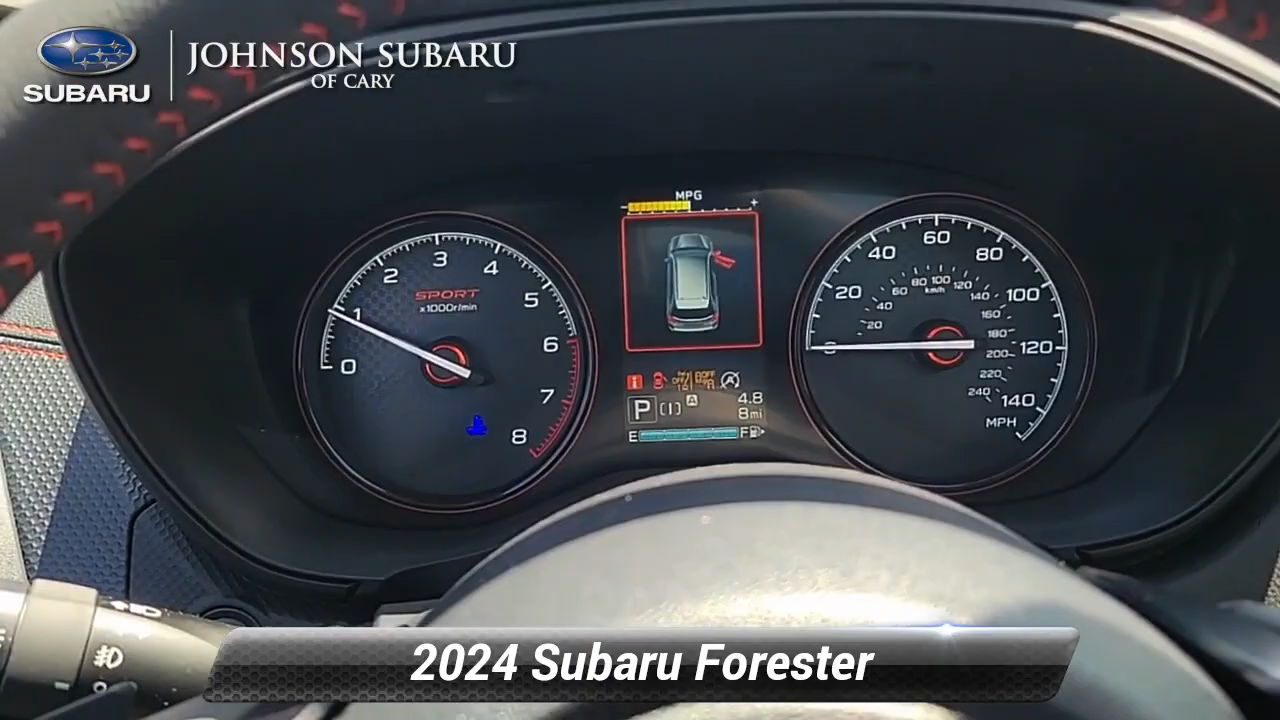 SUBARU
JOHNSON SUBARU
OF CARY
MPG
- +
0 1 2 3 4 5 6 7 8
SPORT
x1000r/min
0 20 40 60 80 100 120 140
20 40 60 80 100 120 140 160 180 200 220 240
km/h
MPH
A
P [I]
4.8
8mi
E F
2024 Subaru Forester